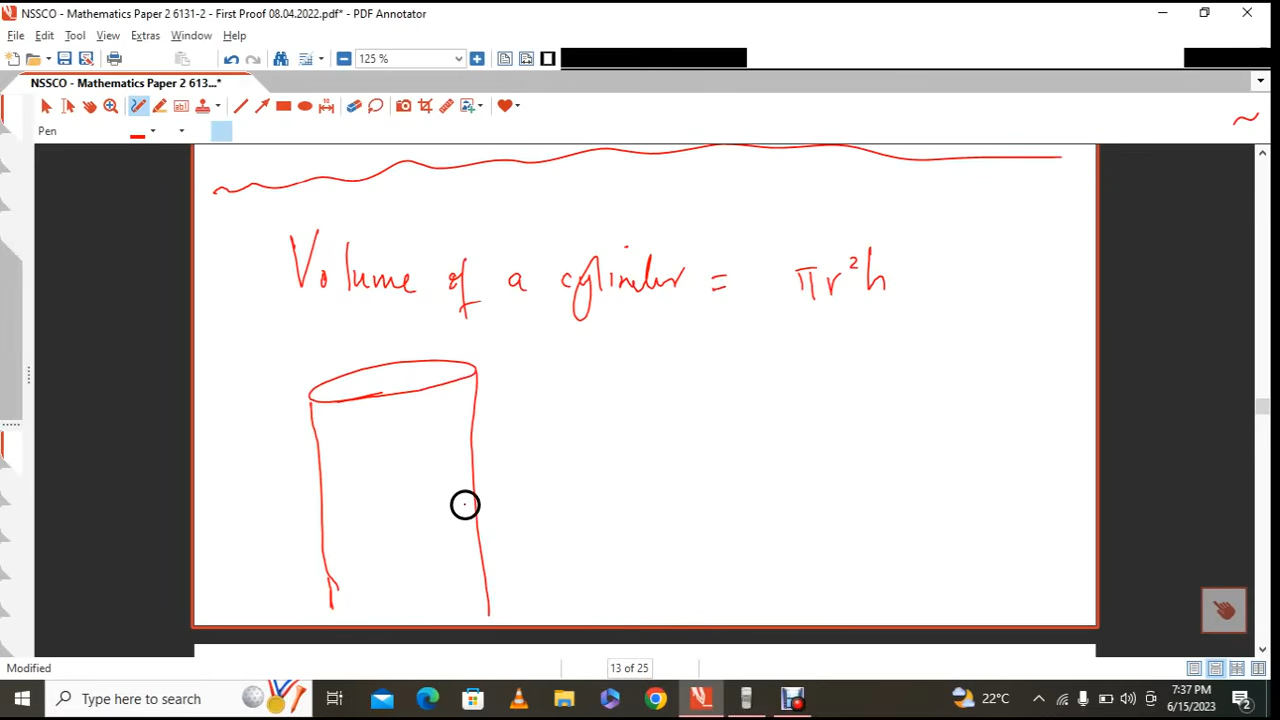 NSSCO - Mathematics Paper 2 6131-2 - First Proof 08.04.2022.pdf* - PDF Annotator
File Edit Tool View Extras Window Help
125 %
NSSCO - Mathematics Paper 2 613...*
Pen
Volume of a cylinder = πr²h
13 of 25
Modified
Type here to search
22°C
7:37 PM
6/15/2023
2